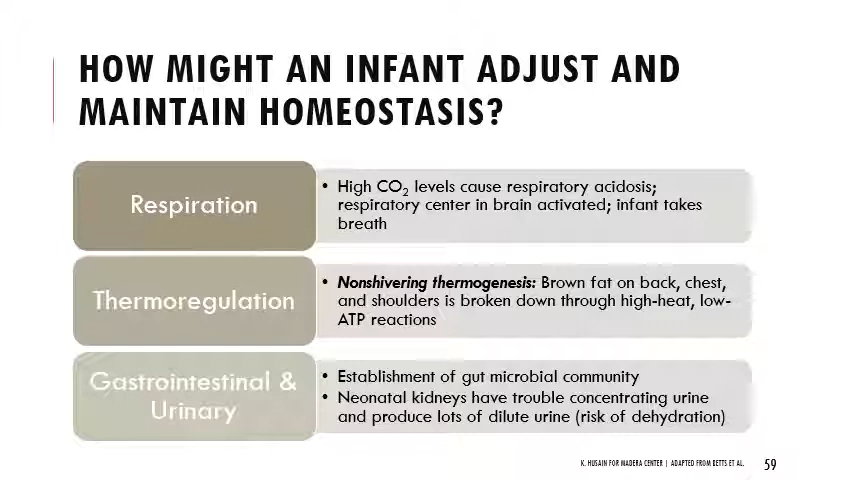 HOW MIGHT AN INFANT ADJUST AND
MAINTAIN HOMEOSTASIS?
Respiration
• High CO₂ levels cause respiratory acidosis;
respiratory center in brain activated; infant takes
breath
Thermoregulation
• Nonshivering thermogenesis: Brown fat on back, chest,
and shoulders is broken down through high-heat, low-
ATP reactions
Gastrointestinal &
Urinary
• Establishment of gut microbial community
• Neonatal kidneys have trouble concentrating urine
and produce lots of dilute urine (risk of dehydration)
K. HUSAIN FOR MADERA CENTER | ADAPTED FROM BETTS ET AL.
59